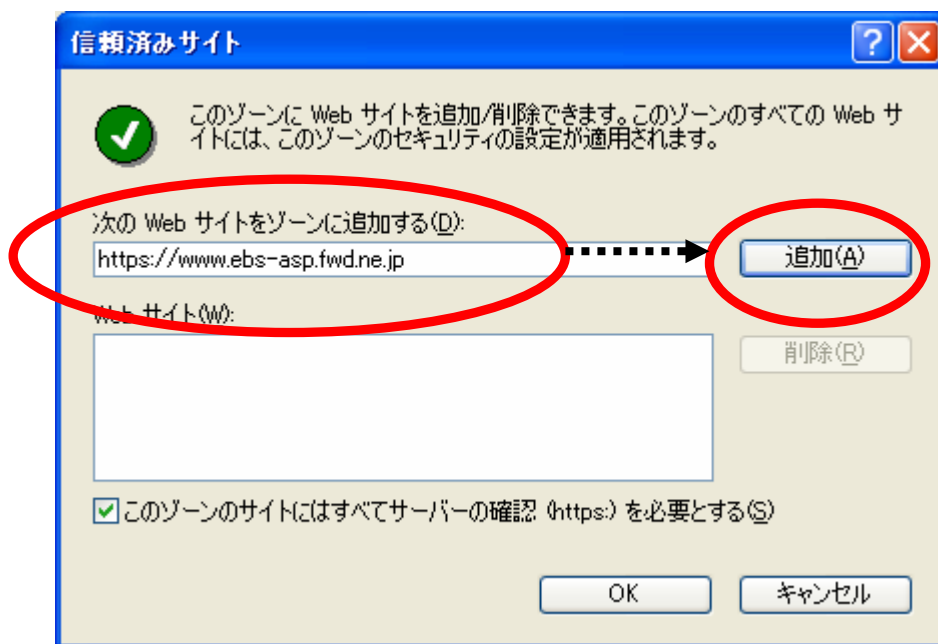 信頼済みサイト
このゾーンに Web サイトを追加/削除できます。このゾーンのすべての Web サ
イトには、このゾーンのセキュリティの設定が適用されます。
次の Web サイトをゾーンに追加する(D):
https://www.ebs-asp.fwd.ne.jp
追加(A)
Web サイト(W):
削除(R)
このゾーンのサイトにはすべてサーバーの確認 (https:) を必要とする(S)
OK
キャンセル